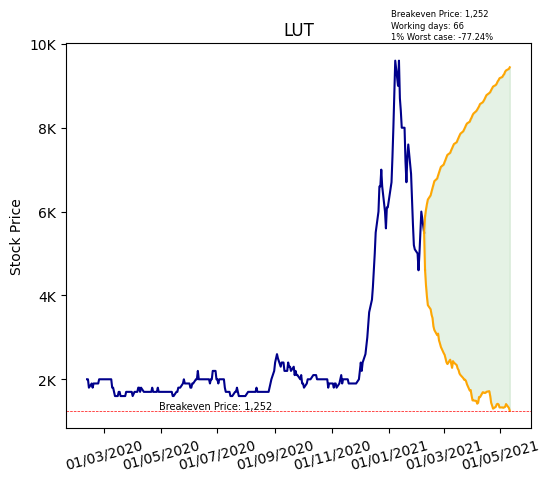 Breakeven Price: 1,252
Working days: 66
1% Worst case: -77.24%
LUT
10K
8K
6K
4K
2K
Stock Price
Breakeven Price: 1,252
01/03/2020
01/05/2020
01/07/2020
01/09/2020
01/11/2020
01/01/2021
01/03/2021
01/05/2021